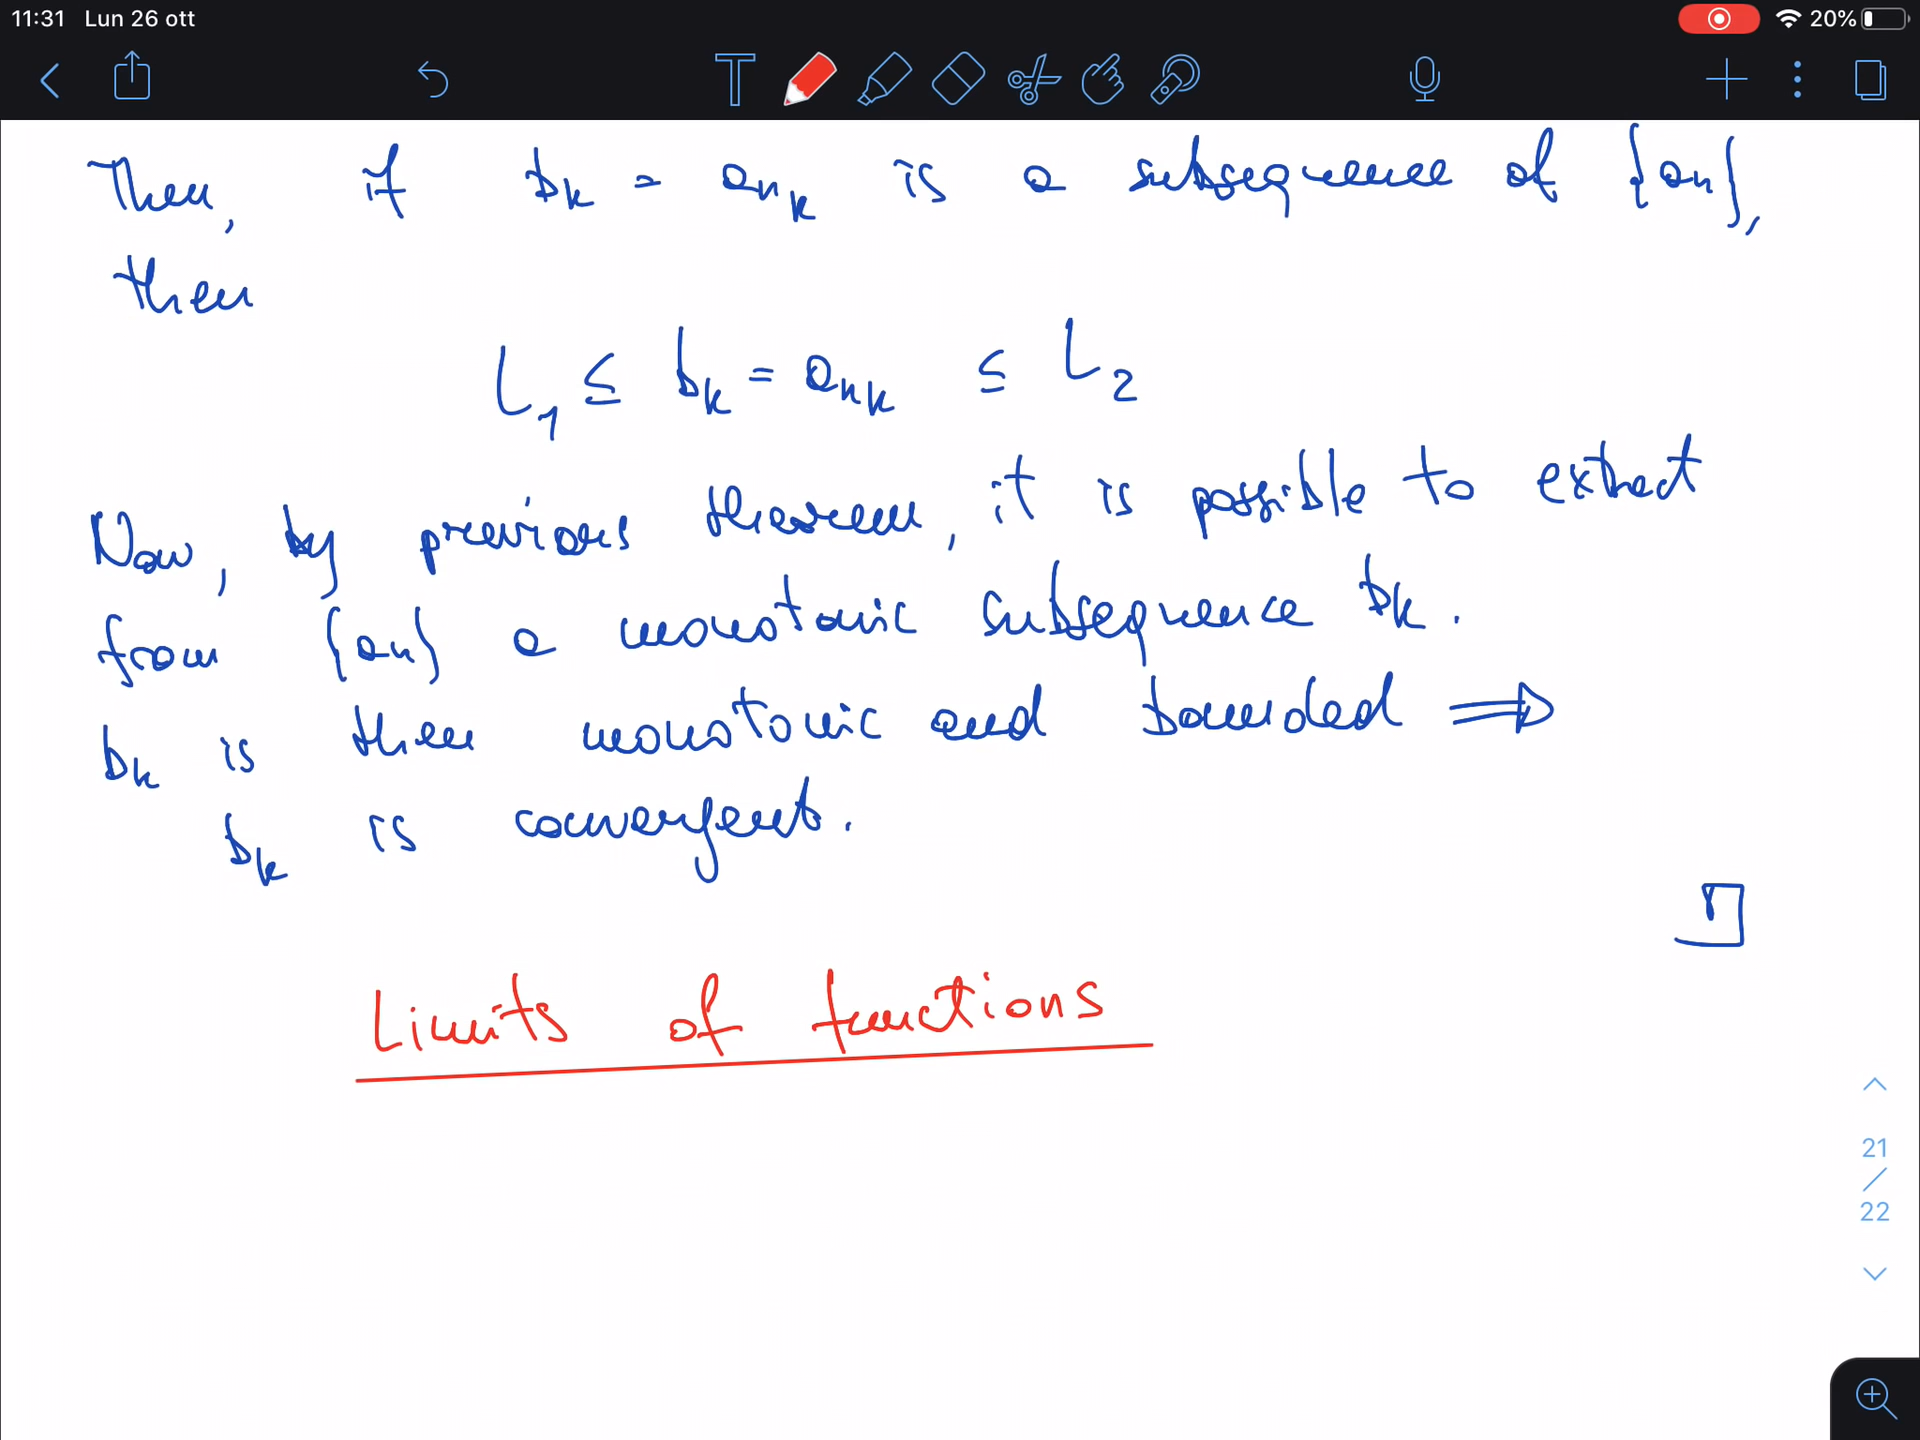 11:31 Lun 26 ott 20%
Then, if bk = ank is a subsequence of {an},
then
L1 ≤ bk = ank ≤ L2
Now, by previous theorem, it is possible to extract
from {an} a monotonic subsequence bk.
bk is then monotonic and bounded ⇒
bk is convergent.
Limits of functions
21
/
22